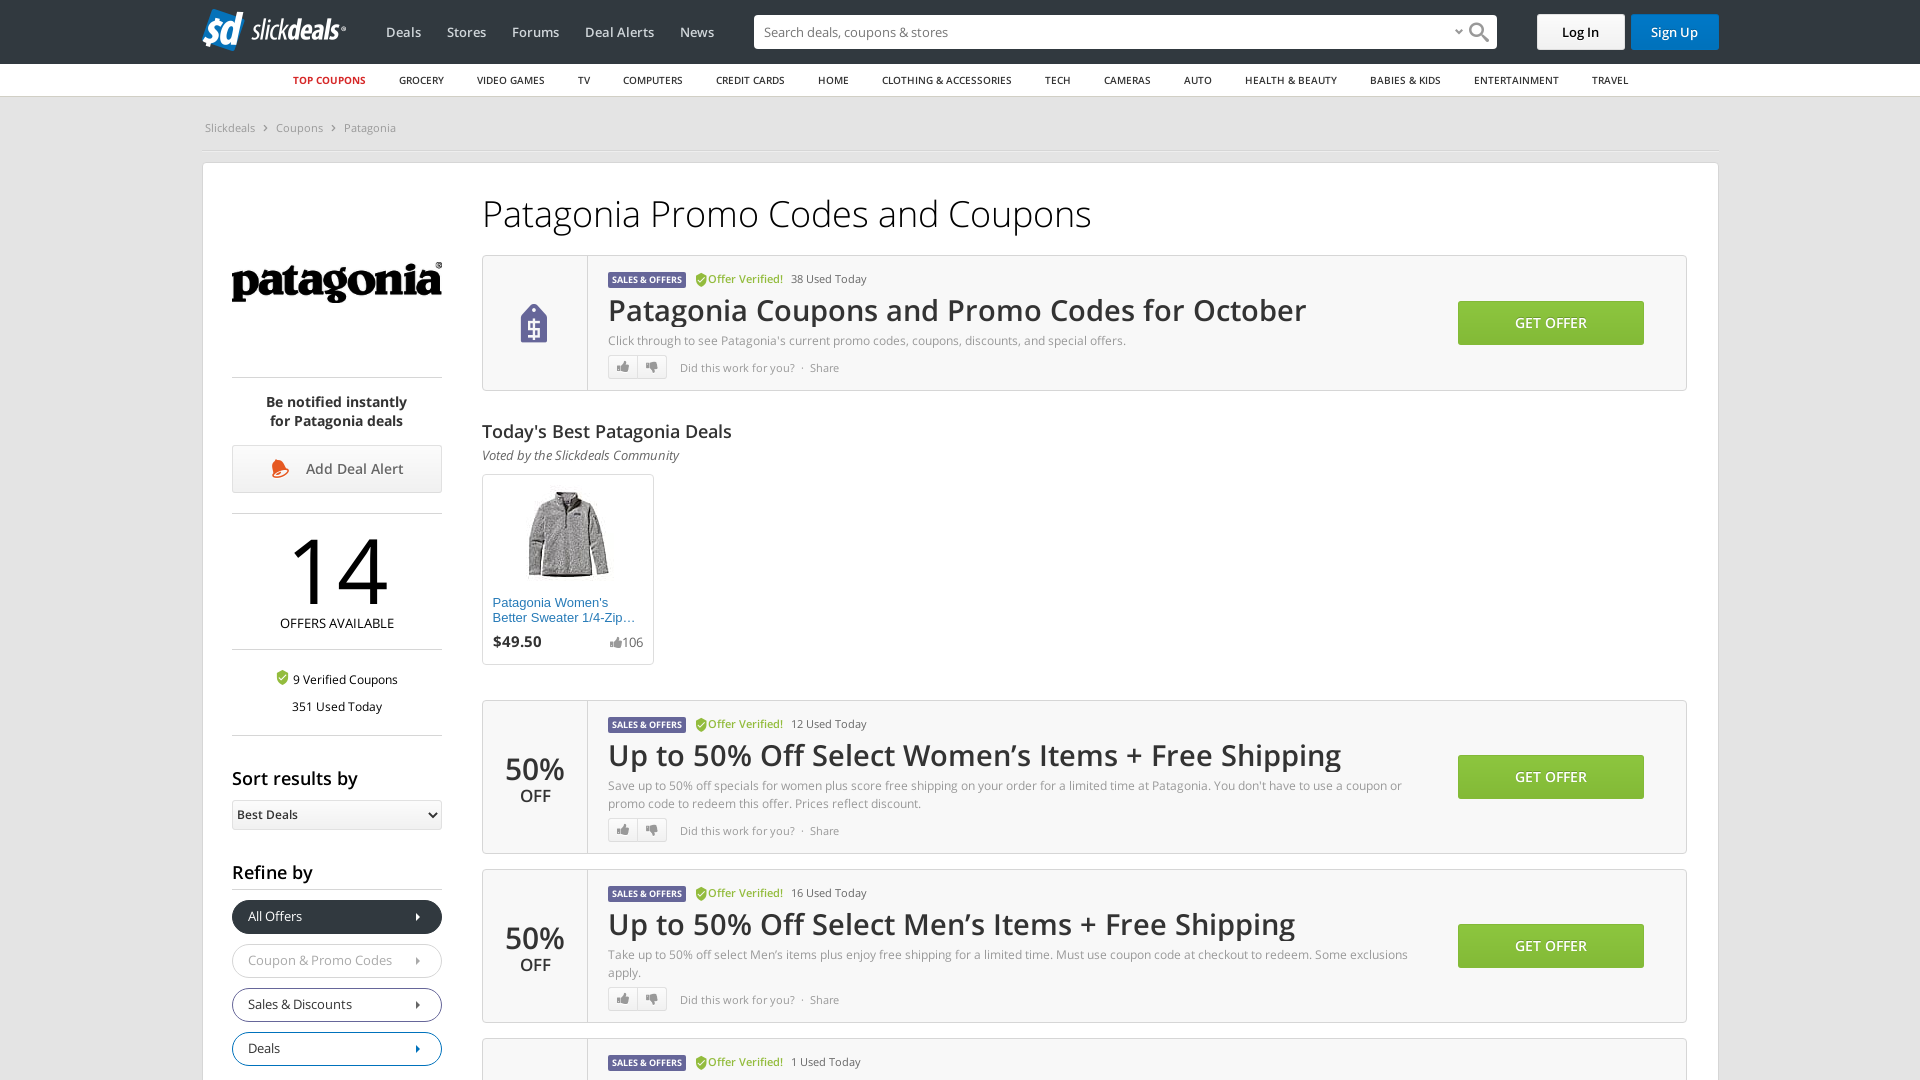 sd slickdeals
Deals Stores Forums Deal Alerts News Search deals, coupons & stores Log In Sign Up
TOP COUPONS GROCERY VIDEO GAMES TV COMPUTERS CREDIT CARDS HOME CLOTHING & ACCESSORIES TECH CAMERAS AUTO HEALTH & BEAUTY BABIES & KIDS ENTERTAINMENT TRAVEL
Slickdeals › Coupons › Patagonia
patagonia®
Be notified instantly
for Patagonia deals
Add Deal Alert
14
OFFERS AVAILABLE
9 Verified Coupons
351 Used Today
Sort results by
Best Deals
Refine by
All Offers
Coupon & Promo Codes
Sales & Discounts
Deals
Patagonia Promo Codes and Coupons
SALES & OFFERS Offer Verified! 38 Used Today
Patagonia Coupons and Promo Codes for October
Click through to see Patagonia's current promo codes, coupons, discounts, and special offers.
Did this work for you? · Share
GET OFFER
Today's Best Patagonia Deals
Voted by the Slickdeals Community
Patagonia Women's
Better Sweater 1/4-Zip…
$49.50 106
50%
OFF
SALES & OFFERS Offer Verified! 12 Used Today
Up to 50% Off Select Women’s Items + Free Shipping
Save up to 50% off specials for women plus score free shipping on your order for a limited time at Patagonia. You don't have to use a coupon or
promo code to redeem this offer. Prices reflect discount.
Did this work for you? · Share
GET OFFER
50%
OFF
SALES & OFFERS Offer Verified! 16 Used Today
Up to 50% Off Select Men’s Items + Free Shipping
Take up to 50% off select Men’s items plus enjoy free shipping for a limited time. Must use coupon code at checkout to redeem. Some exclusions
apply.
Did this work for you? · Share
GET OFFER
SALES & OFFERS Offer Verified! 1 Used Today